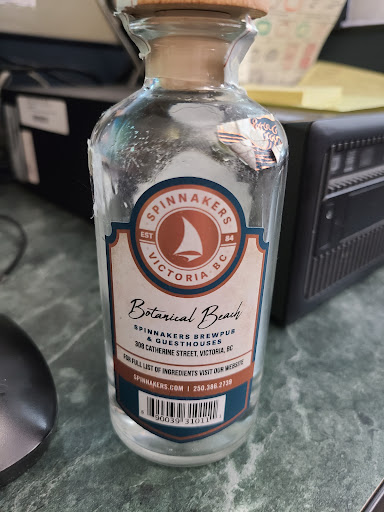 SPINNAKERS
EST 84
VICTORIA BC
Botanical Beach
SPINNAKERS BREWPUB
& GUESTHOUSES
308 CATHERINE STREET, VICTORIA, BC
FOR FULL LIST OF INGREDIENTS VISIT OUR WEBSITE
SPINNAKERS.COM | 250.386.2739